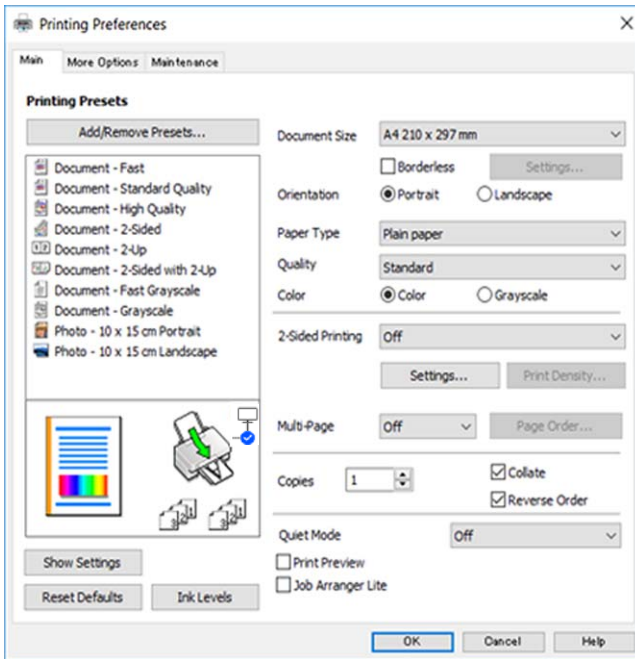 Printing Preferences
Main More Options Maintenance
Printing Presets
Add/Remove Presets...
Document - Fast
Document - Standard Quality
Document - High Quality
Document - 2-Sided
Document - 2-Up
Document - 2-Sided with 2-Up
Document - Fast Grayscale
Document - Grayscale
Photo - 10 x 15 cm Portrait
Photo - 10 x 15 cm Landscape
Show Settings
Reset Defaults Ink Levels
Document Size A4 210 x 297 mm
Borderless Settings...
Orientation Portrait Landscape
Paper Type Plain paper
Quality Standard
Color Color Grayscale
2-Sided Printing Off
Settings... Print Density...
Multi-Page Off Page Order...
Copies 1 Collate
Reverse Order
Quiet Mode Off
Print Preview
Job Arranger Lite
OK Cancel Help